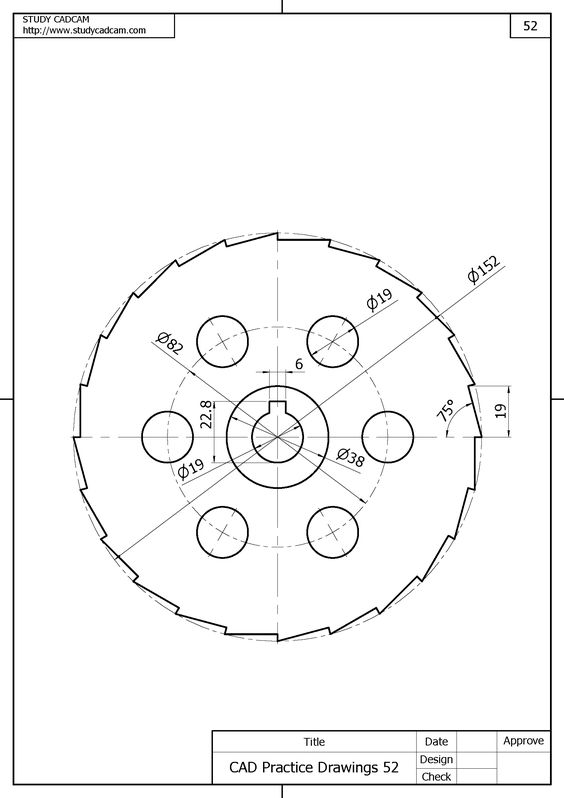 STUDY CADCAM
http://www.studycadcam.com
52
Ø152
Ø19
Ø82
6
22.8
75°
19
Ø19
Ø38
Title
Date
Approve
CAD Practice Drawings 52
Design
Check